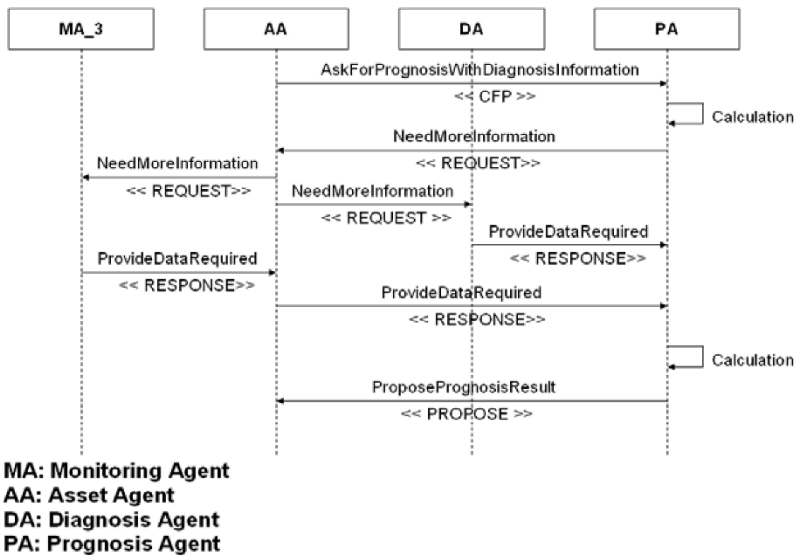 MA_3 AA DA PA
AskForPrognosisWithDiagnosisInformation
<< CFP >>
Calculation
NeedMoreInformation
<< REQUEST>>
NeedMoreInformation
<< REQUEST>>
NeedMoreInformation
<< REQUEST >>
ProvideDataRequired
<< RESPONSE>>
ProvideDataRequired
<< RESPONSE>>
ProvideDataRequired
<< RESPONSE>>
Calculation
ProposePrognosisResult
<< PROPOSE >>
MA: Monitoring Agent
AA: Asset Agent
DA: Diagnosis Agent
PA: Prognosis Agent